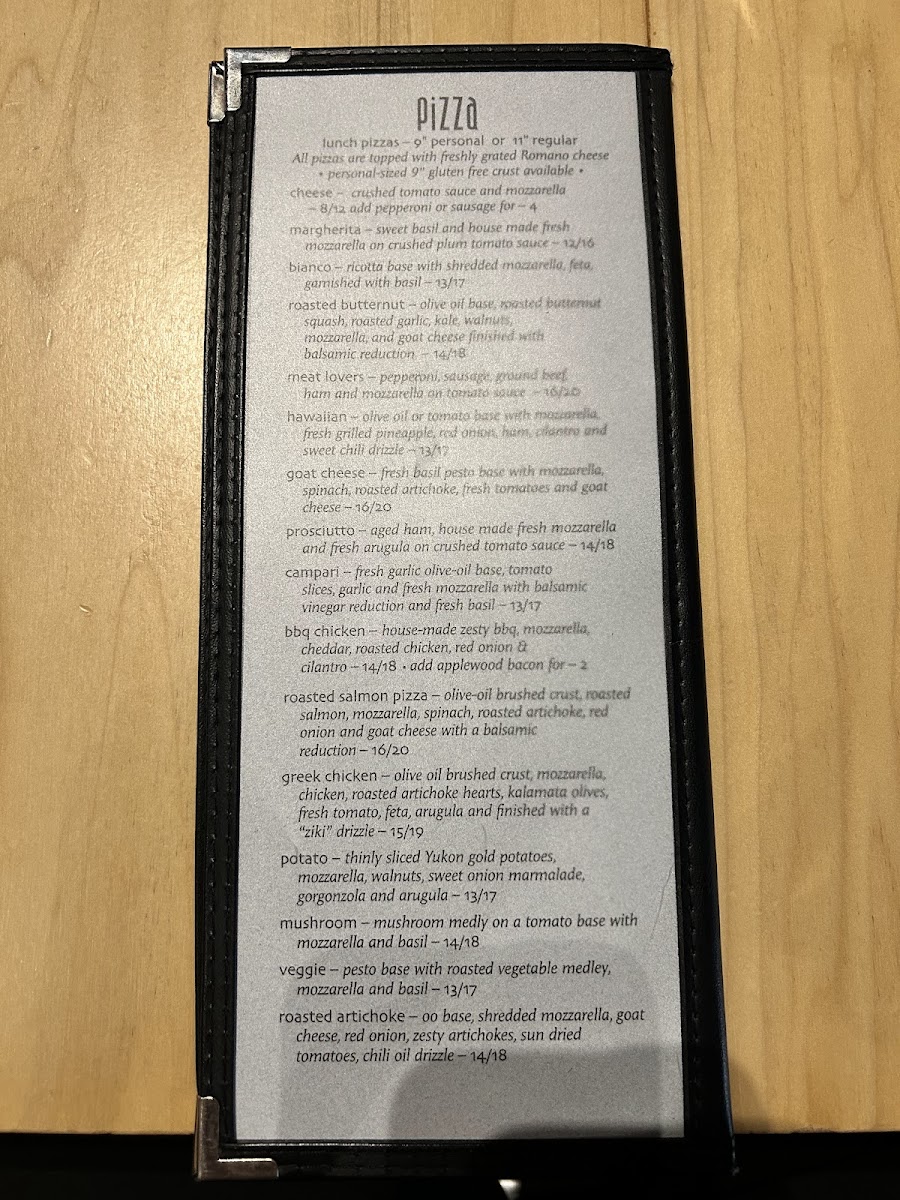 pizza
lunch pizzas – 9" personal or 11" regular
All pizzas are topped with freshly grated Romano cheese
• personal-sized 9" gluten free crust available •
cheese – crushed tomato sauce and mozzarella
– 8/12 add pepperoni or sausage for – 4
margherita – sweet basil and house made fresh
mozzarella on crushed plum tomato sauce – 12/16
bianco – ricotta base with shredded mozzarella, feta,
garnished with basil – 13/17
roasted butternut – olive oil base, roasted butternut
squash, roasted garlic, kale, walnuts,
mozzarella, and goat cheese finished with
balsamic reduction – 14/18
meat lovers – pepperoni, sausage, ground beef,
ham and mozzarella on tomato sauce – 16/20
hawaiian – olive oil or tomato base with mozzarella,
fresh grilled pineapple, red onion, ham, cilantro and
sweet chili drizzle – 13/17
goat cheese – fresh basil pesto base with mozzarella,
spinach, roasted artichoke, fresh tomatoes and goat
cheese – 16/20
prosciutto – aged ham, house made fresh mozzarella
and fresh arugula on crushed tomato sauce – 14/18
campari – fresh garlic olive-oil base, tomato
slices, garlic and fresh mozzarella with balsamic
vinegar reduction and fresh basil – 13/17
bbq chicken – house-made zesty bbq, mozzarella,
cheddar, roasted chicken, red onion &
cilantro – 14/18 • add applewood bacon for – 2
roasted salmon pizza – olive-oil brushed crust, roasted
salmon, mozzarella, spinach, roasted artichoke, red
onion and goat cheese with a balsamic
reduction – 16/20
greek chicken – olive oil brushed crust, mozzarella,
chicken, roasted artichoke hearts, kalamata olives,
fresh tomato, feta, arugula and finished with a
"ziki" drizzle – 15/19
potato – thinly sliced Yukon gold potatoes,
mozzarella, walnuts, sweet onion marmalade,
gorgonzola and arugula – 13/17
mushroom – mushroom medly on a tomato base with
mozzarella and basil – 14/18
veggie – pesto base with roasted vegetable medley,
mozzarella and basil – 13/17
roasted artichoke – oo base, shredded mozzarella, goat
cheese, red onion, zesty artichokes, sun dried
tomatoes, chili oil drizzle – 14/18